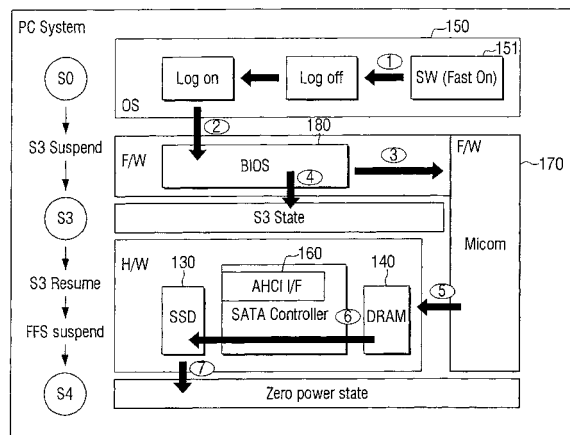 PC System
150
151
S0
Log on
Log off
①
SW (Fast On)
OS
②
180
S3 Suspend
F/W
BIOS
③
④
F/W
170
S3
S3 State
Micom
H/W
130
160
140
S3 Resume
AHCI I/F
⑤
SSD
SATA Controller
⑥
DRAM
FFS suspend
⑦
S4
Zero power state